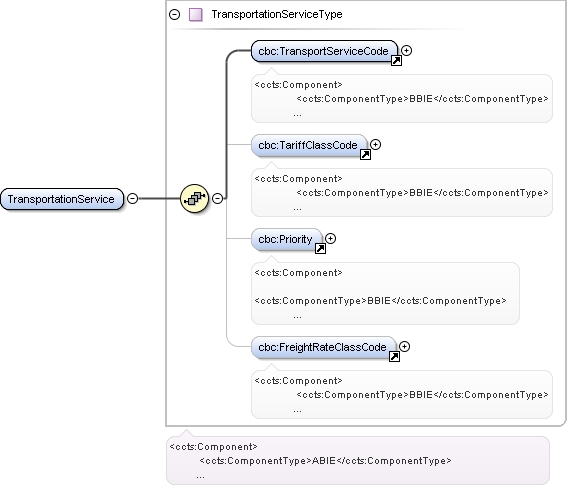 TransportationServiceType
cbc:TransportServiceCode
<ccts:Component>
<ccts:ComponentType>BBIE</ccts:ComponentType>
...
cbc:TariffClassCode
<ccts:Component>
<ccts:ComponentType>BBIE</ccts:ComponentType>
...
TransportationService
cbc:Priority
<ccts:Component>
<ccts:ComponentType>BBIE</ccts:ComponentType>
...
cbc:FreightRateClassCode
<ccts:Component>
<ccts:ComponentType>BBIE</ccts:ComponentType>
...
<ccts:Component>
<ccts:ComponentType>ABIE</ccts:ComponentType>
...